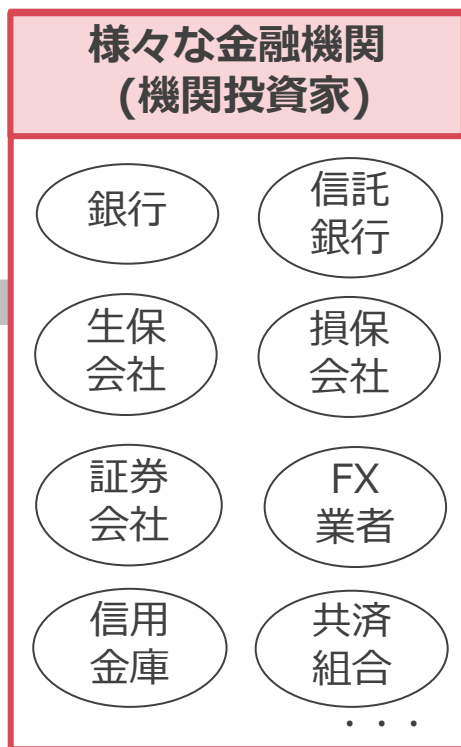 様々な金融機関
(機関投資家)
銀行
信託
銀行
生保
会社
損保
会社
証券
会社
FX
業者
信用
金庫
共済
組合
・・・